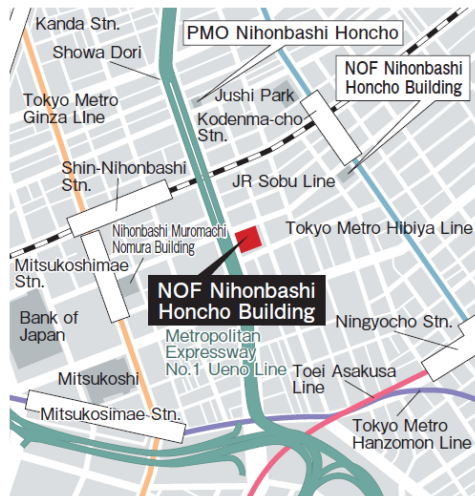 Kanda Stn.
Showa Dori
PMO Nihonbashi Honcho
NOF Nihonbashi
Honcho Building
Tokyo Metro
Ginza LIne
Jushi Park
Kodenma-cho
Stn.
Shin-Nihonbashi
Stn.
JR Sobu Line
Nihonbashi Muromachi
Nomura Building
Tokyo Metro Hibiya Line
Mitsukoshimae
Stn.
NOF Nihonbashi
Honcho Building
Bank of
Japan
Metropolitan
Expressway
No.1 Ueno Line
Ningyocho Stn.
Mitsukoshi
Toei Asakusa
Line
Mitsukosimae Stn.
Tokyo Metro
Hanzomon Line